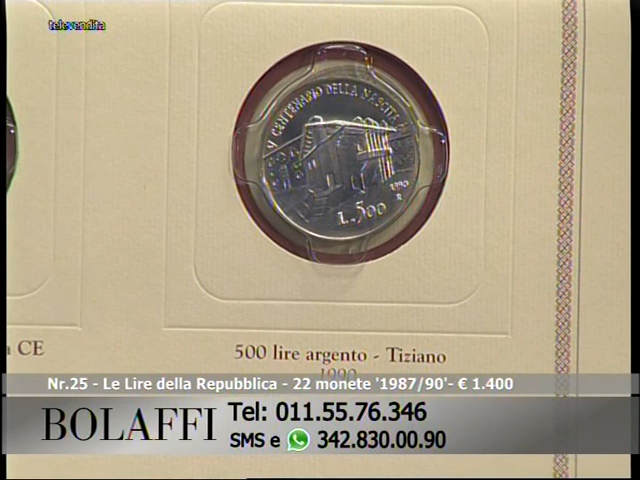 televendita
V CENTENARIO DELLA NASCITA
1990
R
L.500
CE
500 lire argento - Tiziano
1990
Nr.25 - Le Lire della Repubblica - 22 monete '1987/90'- € 1.400
BOLAFFI
Tel: 011.55.76.346
SMS e 342.830.00.90